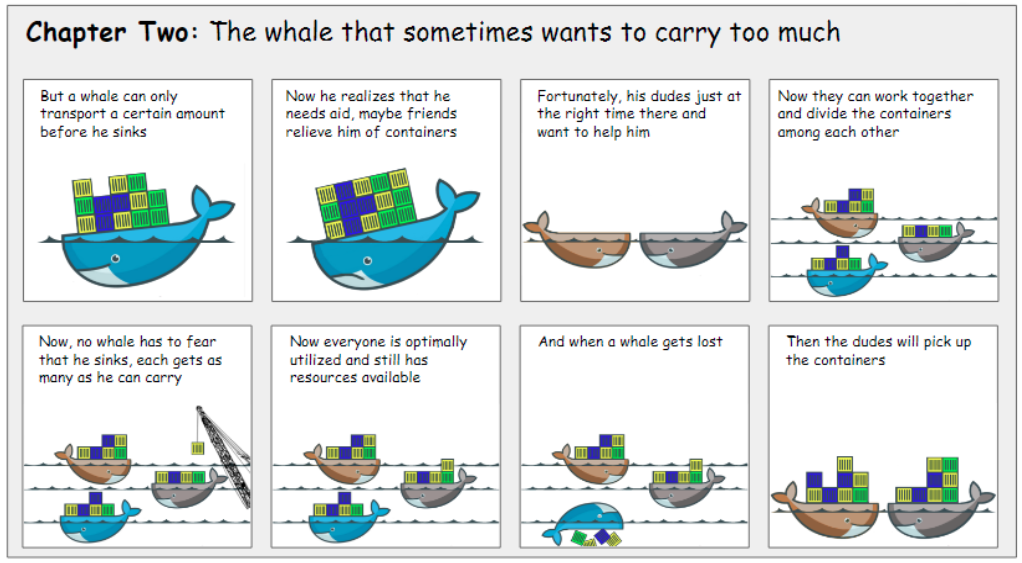 Chapter Two: The whale that sometimes wants to carry too much
But a whale can only
transport a certain amount
before he sinks
Now he realizes that he
needs aid, maybe friends
relieve him of containers
Fortunately, his dudes just at
the right time there and
want to help him
Now they can work together
and divide the containers
among each other
Now, no whale has to fear
that he sinks, each gets as
many as he can carry
Now everyone is optimally
utilized and still has
resources available
And when a whale gets lost
Then the dudes will pick up
the containers